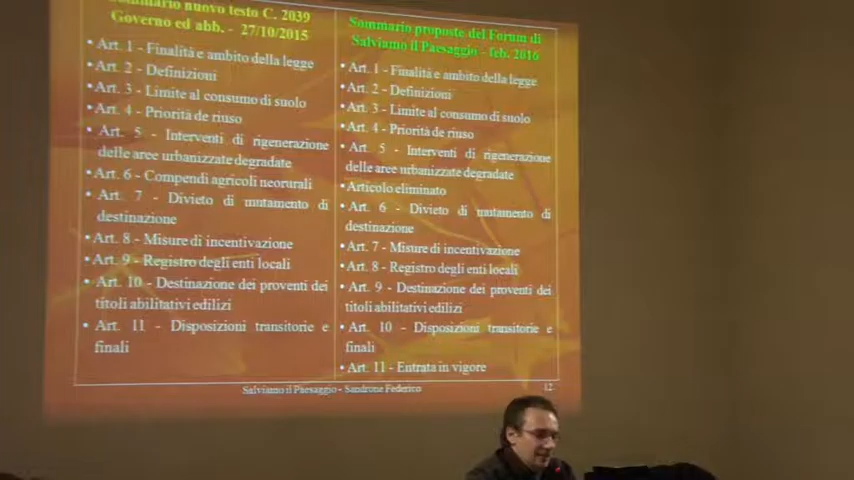 Sommario nuovo testo C. 2039
Governo ed abb. - 27/10/2015
• Art. 1 - Finalità e ambito della legge
• Art. 2 - Definizioni
• Art. 3 - Limite al consumo di suolo
• Art. 4 - Priorità de riuso
• Art. 5 - Interventi di rigenerazione
delle aree urbanizzate degradate
• Art. 6 - Compendi agricoli neorurali
• Art. 7 - Divieto di mutamento di
destinazione
• Art. 8 - Misure di incentivazione
• Art. 9 - Registro degli enti locali
• Art. 10 - Destinazione dei proventi dei
titoli abilitativi edilizi
• Art. 11 - Disposizioni transitorie e
finali
Sommario proposte del Forum di
Salviamo il Paesaggio - feb. 2016
• Art. 1 - Finalità e ambito della legge
• Art. 2 - Definizioni
• Art. 3 - Limite al consumo di suolo
• Art. 4 - Priorità de riuso
• Art. 5 - Interventi di rigenerazione
delle aree urbanizzate degradate
• Articolo eliminato
• Art. 6 - Divieto di mutamento di
destinazione
• Art. 7 - Misure di incentivazione
• Art. 8 - Registro degli enti locali
• Art. 9 - Destinazione dei proventi dei
titoli abilitativi edilizi
• Art. 10 - Disposizioni transitorie e
finali
• Art. 11 - Entrata in vigore
Salviamo il Paesaggio - Sandrone Federico
12